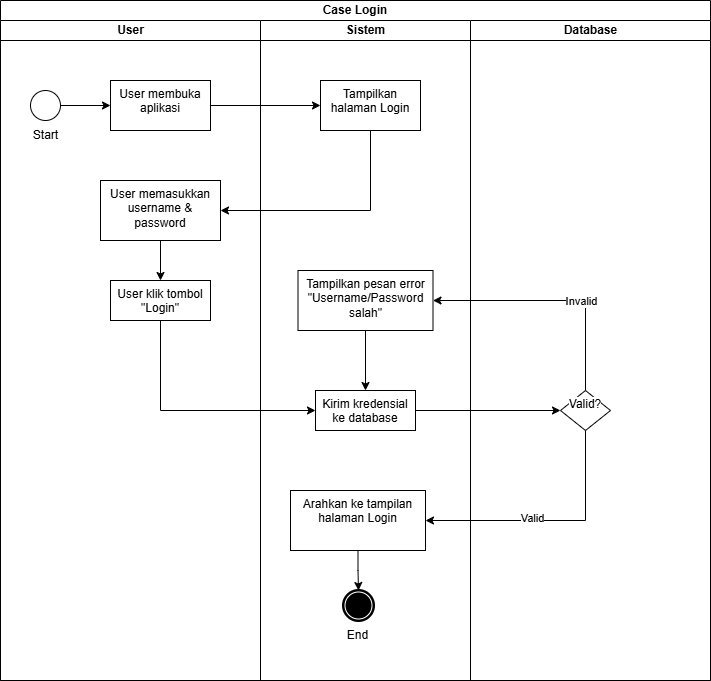 Case Login
User
Sistem
Database
User membuka
aplikasi
Tampilkan
halaman Login
Start
User memasukkan
username &
password
User klik tombol
"Login"
Tampilkan pesan error
"Username/Password
salah"
Invalid
Kirim kredensial
ke database
Valid?
Arahkan ke tampilan
halaman Login
Valid
End